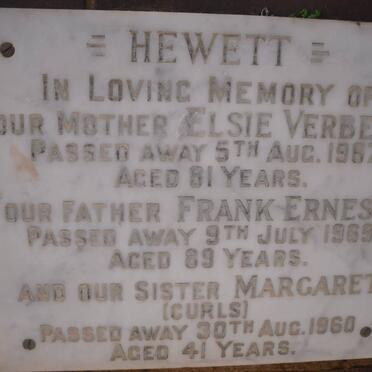 = HEWETT =
IN LOVING MEMORY OF
OUR MOTHER ELSIE VERBE
PASSED AWAY 5TH AUG. 1967
AGED 81 YEARS.
OUR FATHER FRANK ERNES
PASSED AWAY 9TH JULY 1969
AGED 89 YEARS.
AND OUR SISTER MARGARET
(CURLS)
PASSED AWAY 30TH AUG. 1960
AGED 41 YEARS.